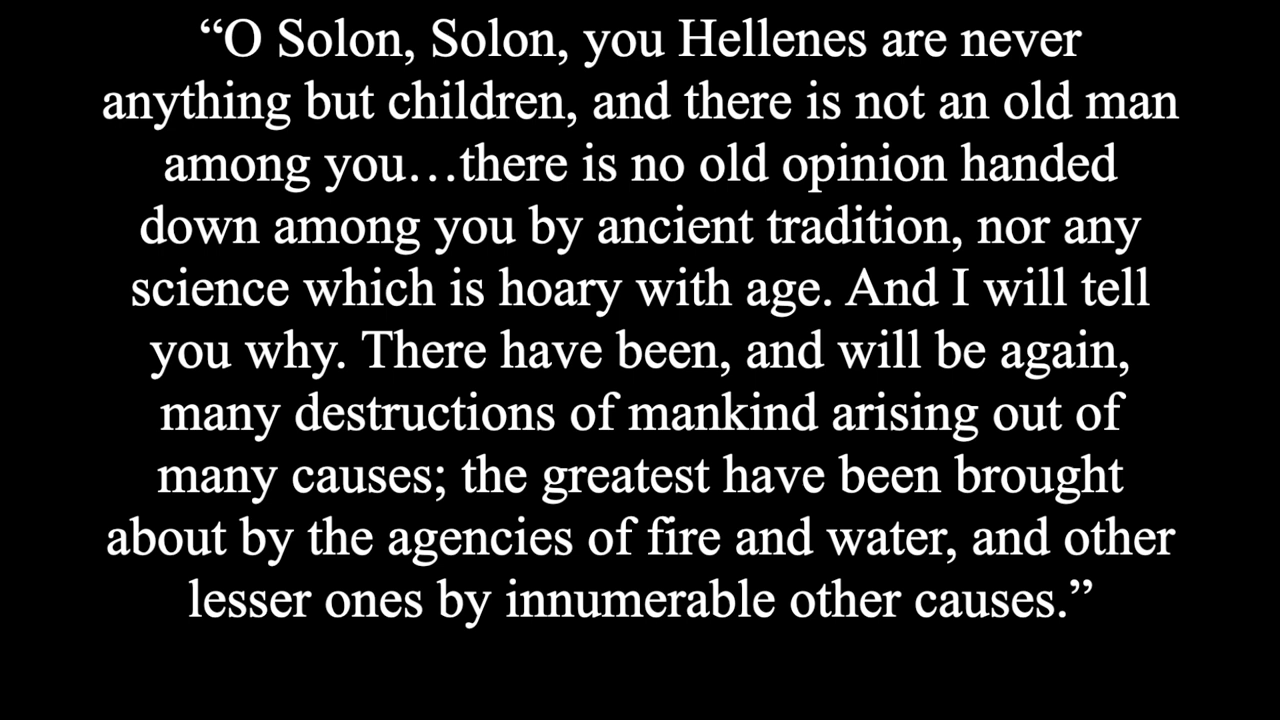 “O Solon, Solon, you Hellenes are never
anything but children, and there is not an old man
among you…there is no old opinion handed
down among you by ancient tradition, nor any
science which is hoary with age. And I will tell
you why. There have been, and will be again,
many destructions of mankind arising out of
many causes; the greatest have been brought
about by the agencies of fire and water, and other
lesser ones by innumerable other causes.”